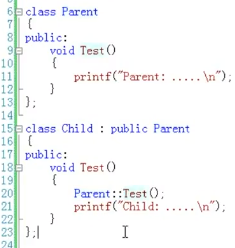 5
6 class Parent
7 {
8 public:
9 void Test()
10 {
11 printf("Parent: .....\n");
12 }
13 };
14
15 class Child : public Parent
16 {
17 public:
18 void Test()
19 {
20 Parent::Test();
21 printf("Child: .....\n");
22 }
23 };
24